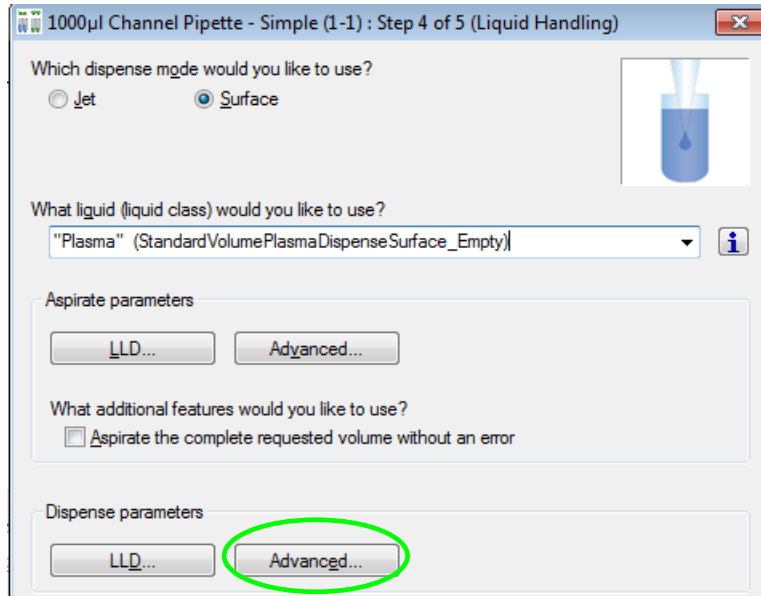 1000µl Channel Pipette - Simple (1-1) : Step 4 of 5 (Liquid Handling)
Which dispense mode would you like to use?
Jet Surface
What liquid (liquid class) would you like to use?
"Plasma" (StandardVolumePlasmaDispenseSurface_Empty)
Aspirate parameters
LLD... Advanced...
What additional features would you like to use?
Aspirate the complete requested volume without an error
Dispense parameters
LLD... Advanced...